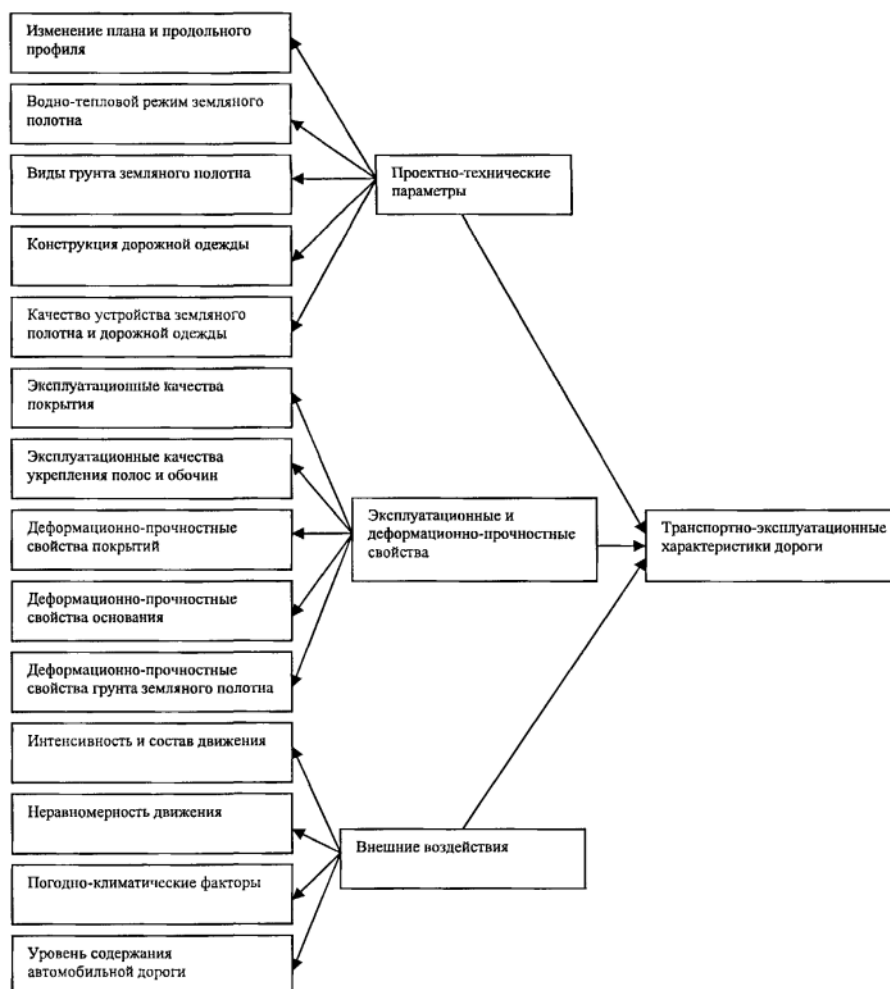 Изменение плана и продольного
профиля
Водно-тепловой режим земляного
полотна
Виды грунта земляного полотна
Конструкция дорожной одежды
Качество устройства земляного
полотна и дорожной одежды
Эксплуатационные качества
покрытия
Эксплуатационные качества
укрепления полос и обочин
Деформационно-прочностные
свойства покрытий
Деформационно-прочностные
свойства основания
Деформационно-прочностные
свойства грунта земляного полотна
Интенсивность и состав движения
Неравномерность движения
Погодно-климатические факторы
Уровень содержания
автомобильной дороги
Проектно-технические
параметры
Эксплуатационные и
деформационно-прочностные
свойства
Внешние воздействия
Транспортно-эксплуатационные
характеристики дороги